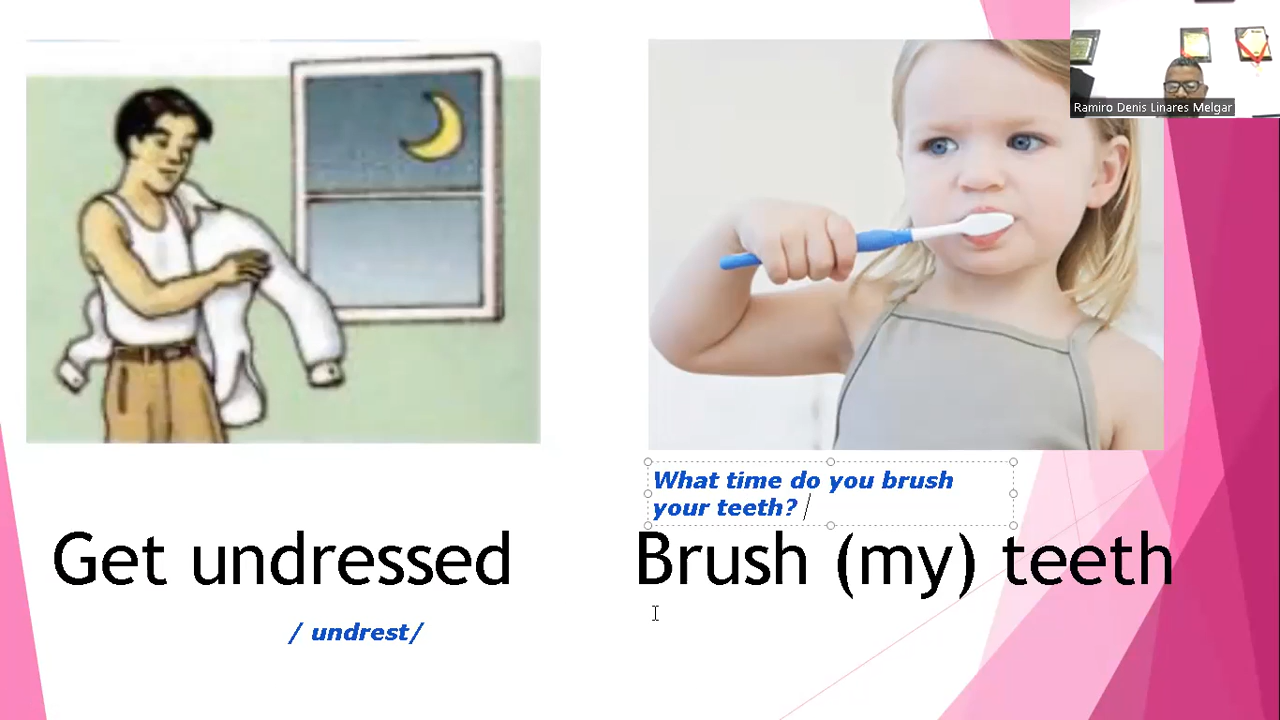 Ramiro Denis Linares Melgar
What time do you brush
your teeth?
Get undressed
Brush (my) teeth
/ undrest/